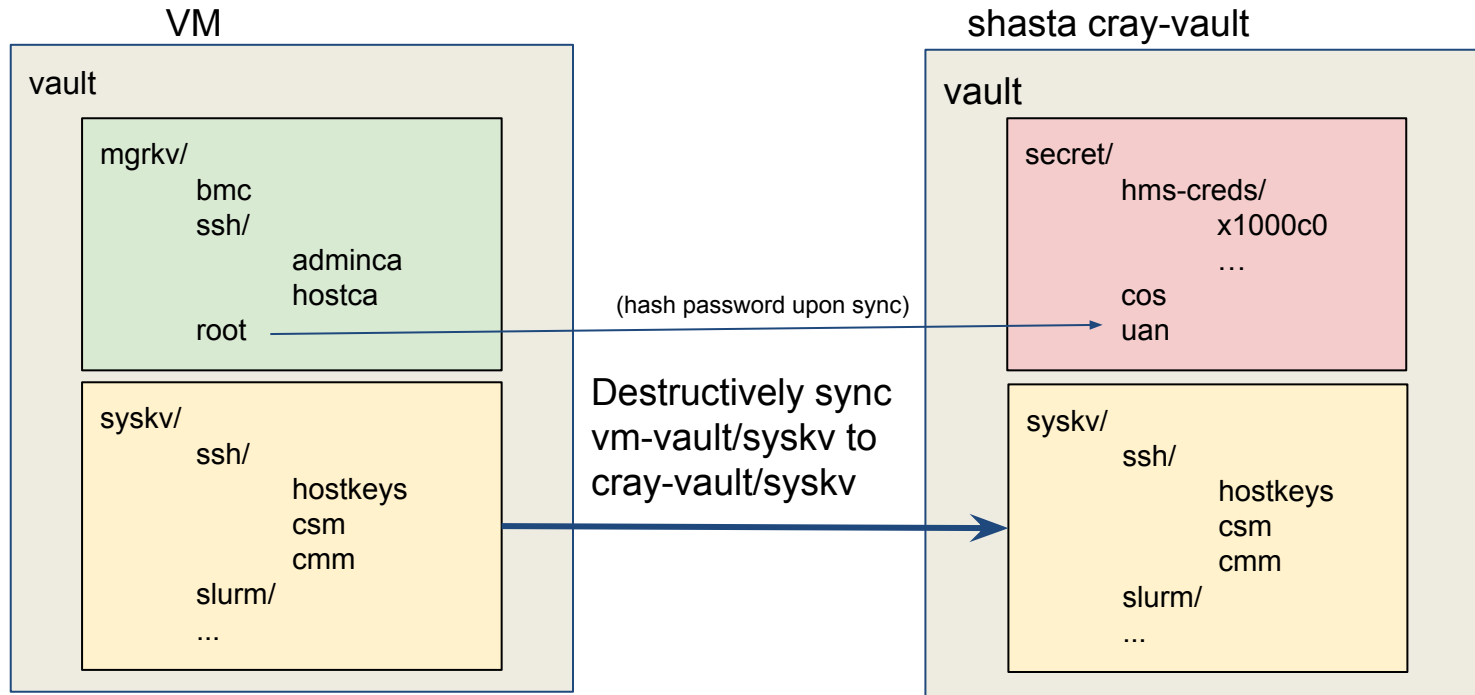 VM
vault
mgrkv/
bmc
ssh/
adminca
hostca
root
syskv/
ssh/
hostkeys
csm
cmm
slurm/
...
(hash password upon sync)
Destructively sync
vm-vault/syskv to
cray-vault/syskv
shasta cray-vault
vault
secret/
hms-creds/
x1000c0
…
cos
uan
syskv/
ssh/
hostkeys
csm
cmm
slurm/
...